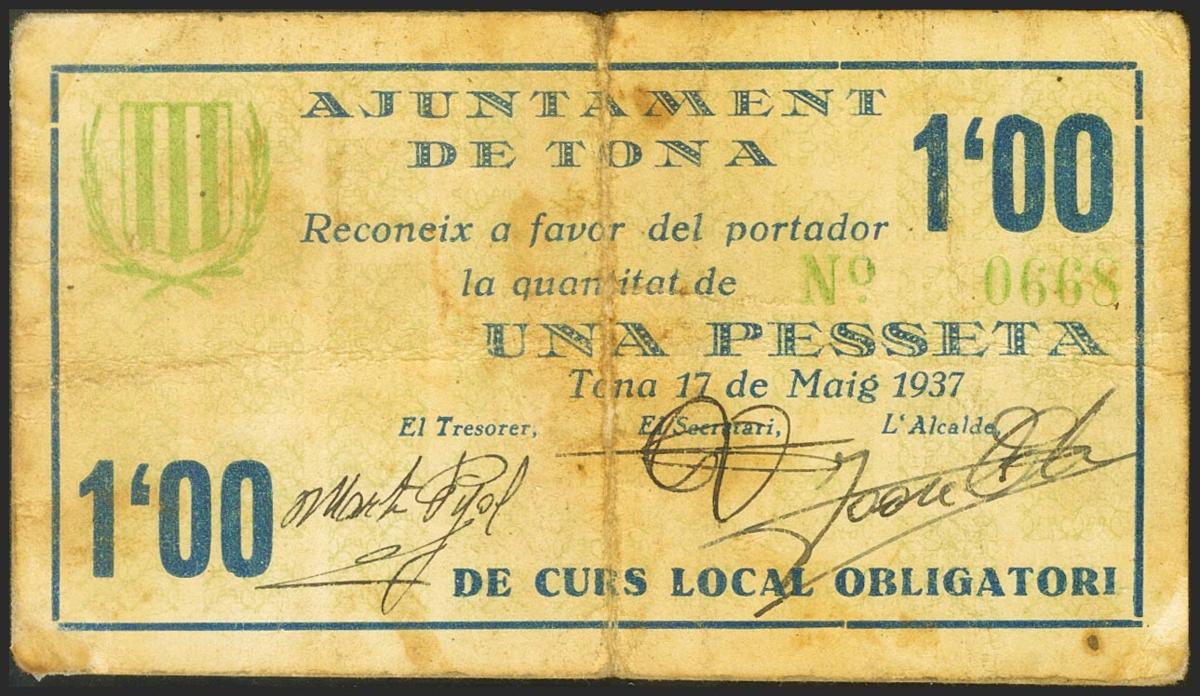 AJUNTAMENT
DE TONA
1'00
Reconeix a favor del portador
la quantitat de
Nº 0668
UNA PESSETA
Tona 17 de Maig 1937
El Tresorer, El Secretari, L'Alcalde,
1'00
DE CURS LOCAL OBLIGATORI